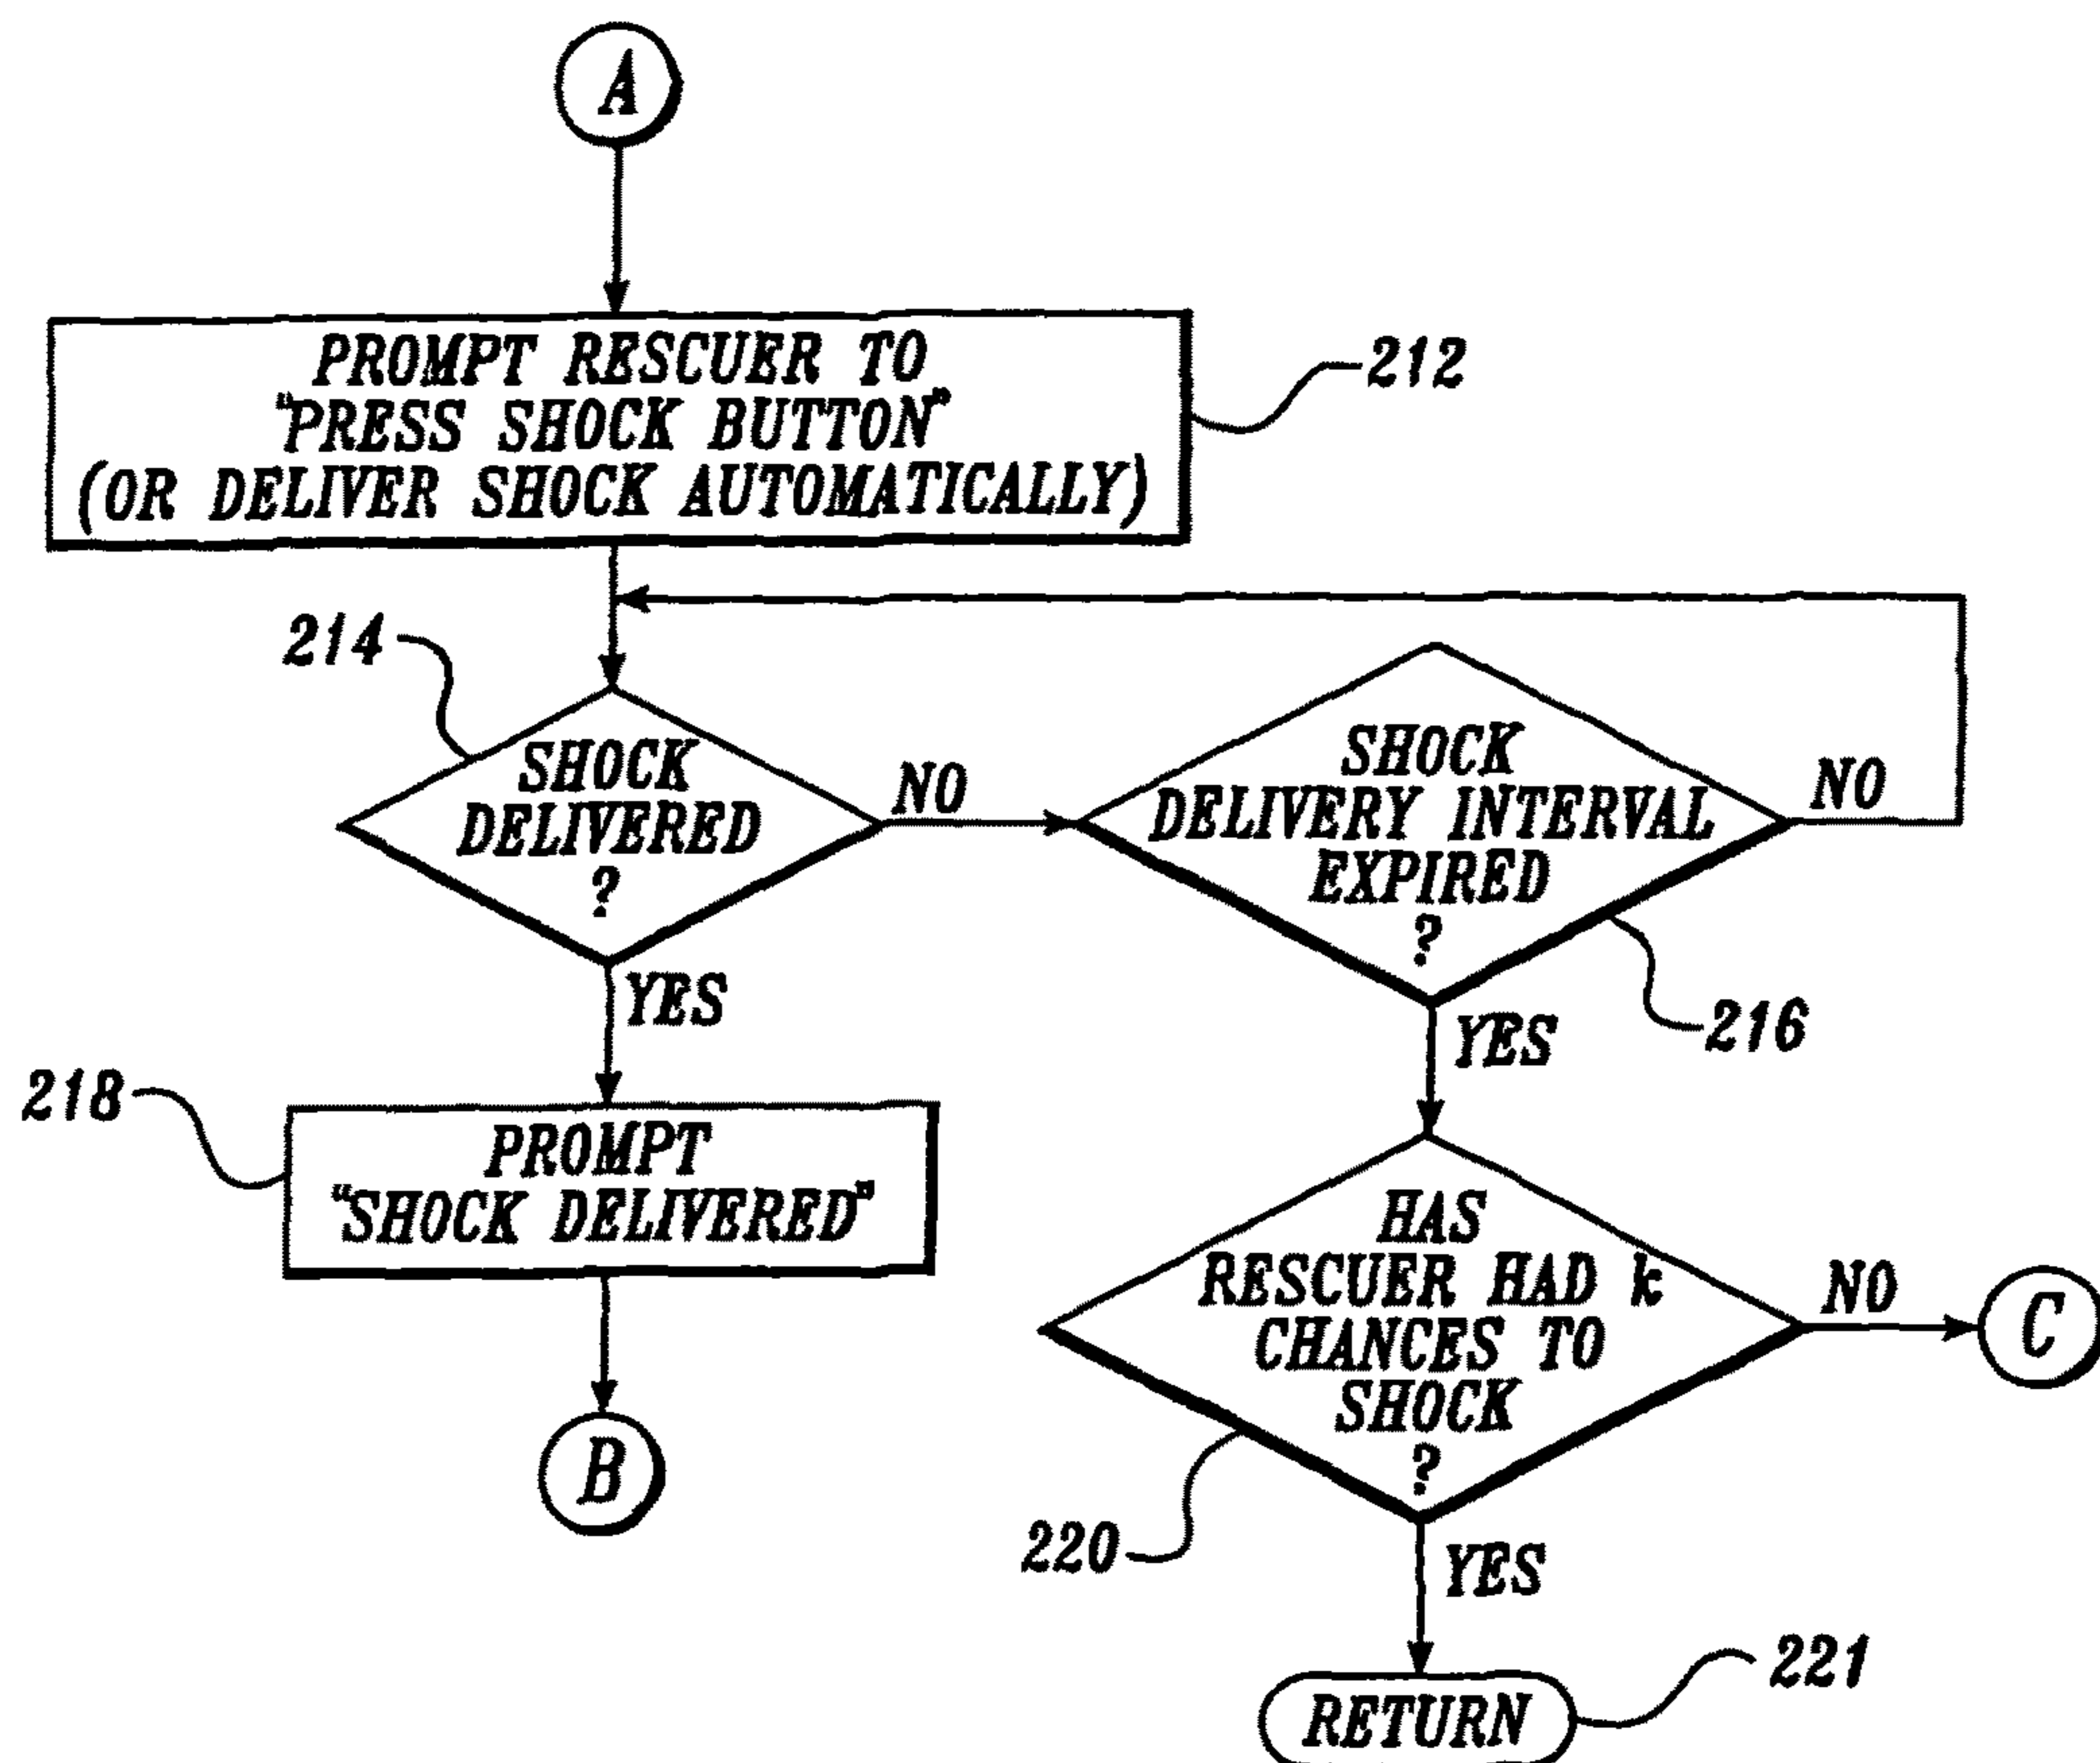 A
PROMPT RESCUER TO
"PRESS SHOCK BUTTON"
(OR DELIVER SHOCK AUTOMATICALLY)
212
214
SHOCK
DELIVERED
?
NO
SHOCK
DELIVERY INTERVAL
EXPIRED
?
NO
216
YES
YES
218
PROMPT
"SHOCK DELIVERED"
HAS
RESCUER HAD k
CHANCES TO
SHOCK
?
NO
C
B
220
YES
RETURN
221